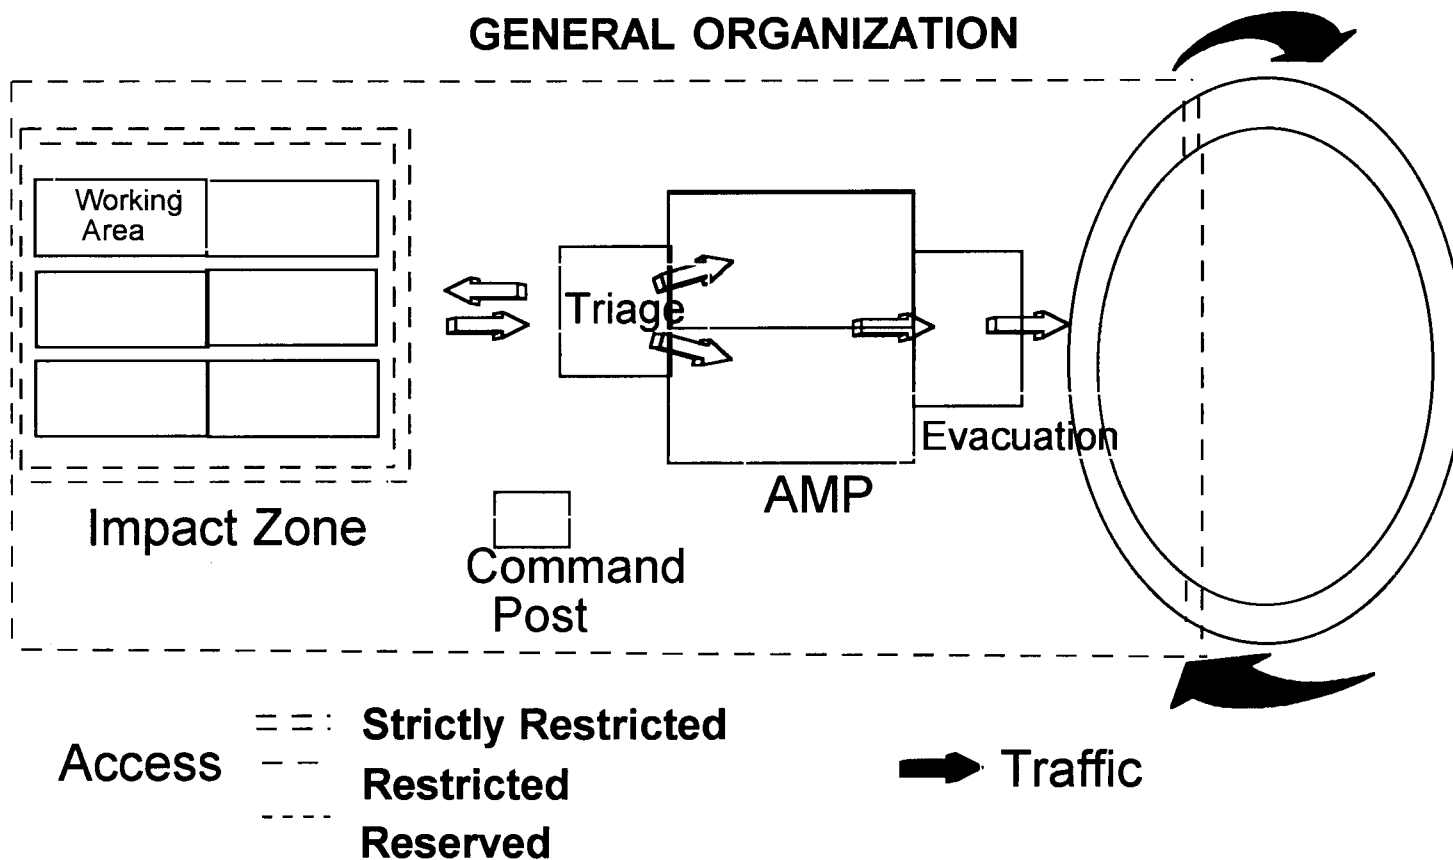 GENERAL ORGANIZATION
Working
Area
Triage
Evacuation
AMP
Impact Zone
Command
Post
Access
Strictly Restricted
Restricted
Reserved
Traffic